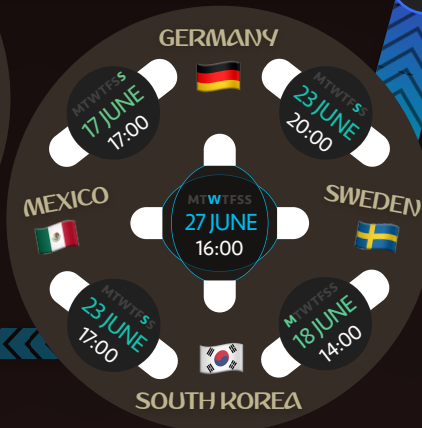 GERMANY
MTWTFSS
17 JUNE
17:00
MTWTFSS
23 JUNE
20:00
MEXICO
MTWTFSS
27 JUNE
16:00
SWEDEN
MTWTFSS
23 JUNE
17:00
MTWTFSS
18 JUNE
14:00
SOUTH KOREA